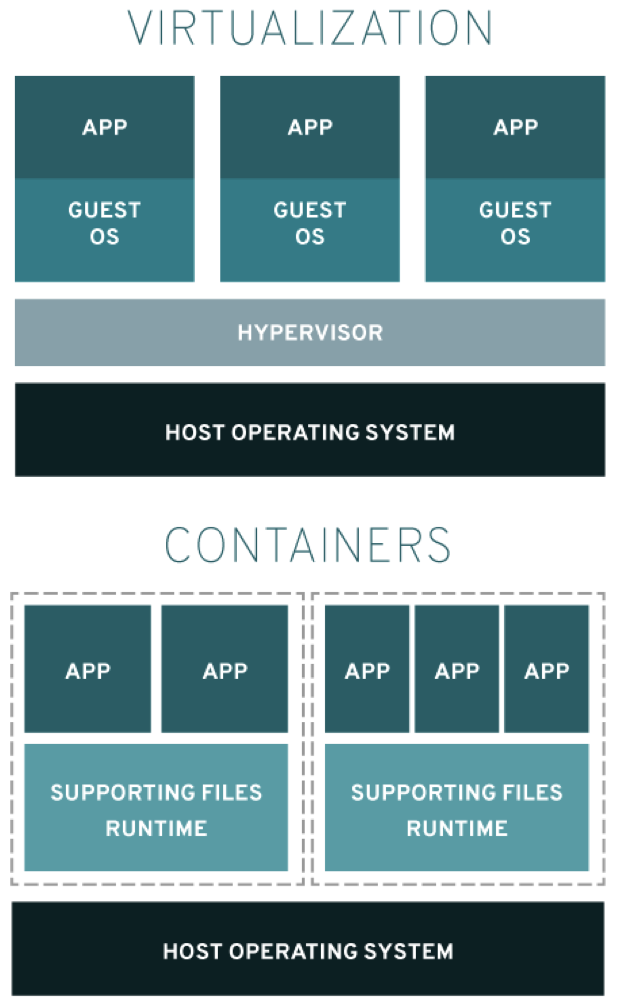 VIRTUALIZATION
APP APP APP
GUEST GUEST GUEST
OS OS OS
HYPERVISOR
HOST OPERATING SYSTEM
CONTAINERS
APP APP APP APP APP
SUPPORTING FILES SUPPORTING FILES
RUNTIME RUNTIME
HOST OPERATING SYSTEM